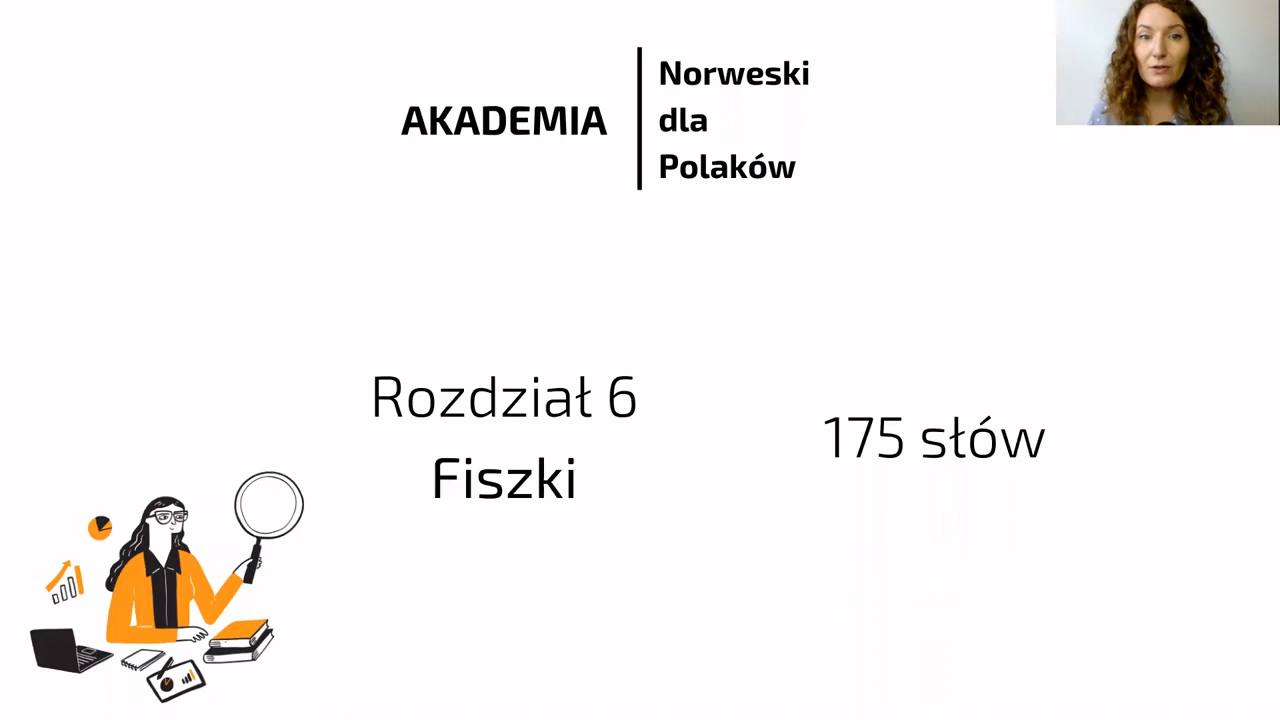 AKADEMIA
Norweski
dla
Polaków
Rozdział 6
Fiszki
175 słów